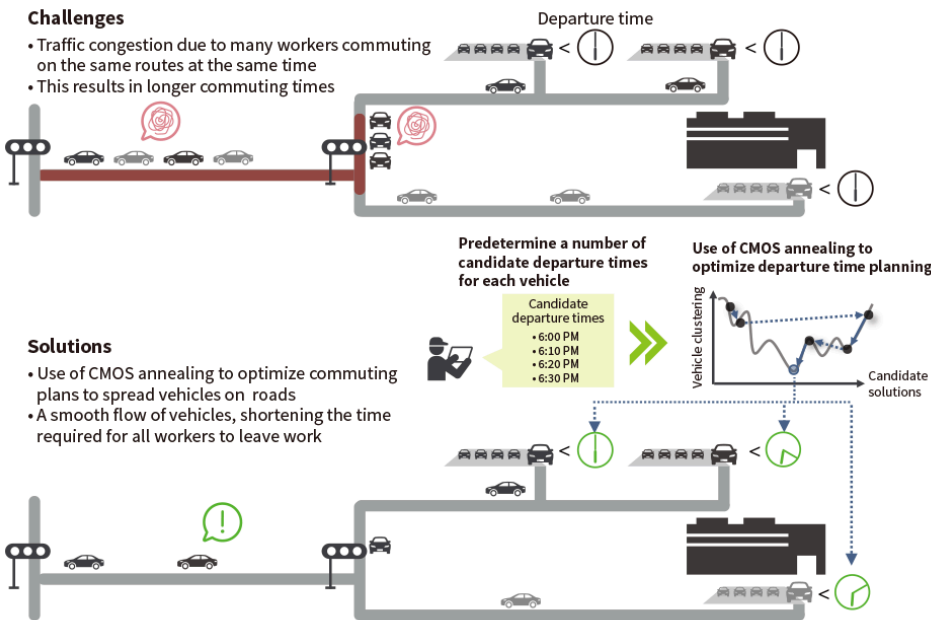 Challenges
• Traffic congestion due to many workers commuting
on the same routes at the same time
• This results in longer commuting times
Departure time
<
<
<
Predetermine a number of
candidate departure times
for each vehicle
Candidate
departure times
• 6:00 PM
• 6:10 PM
• 6:20 PM
• 6:30 PM
Use of CMOS annealing to
optimize departure time planning
Vehicle clustering
Candidate
solutions
Solutions
• Use of CMOS annealing to optimize commuting
plans to spread vehicles on roads
• A smooth flow of vehicles, shortening the time
required for all workers to leave work
<
<
!
<